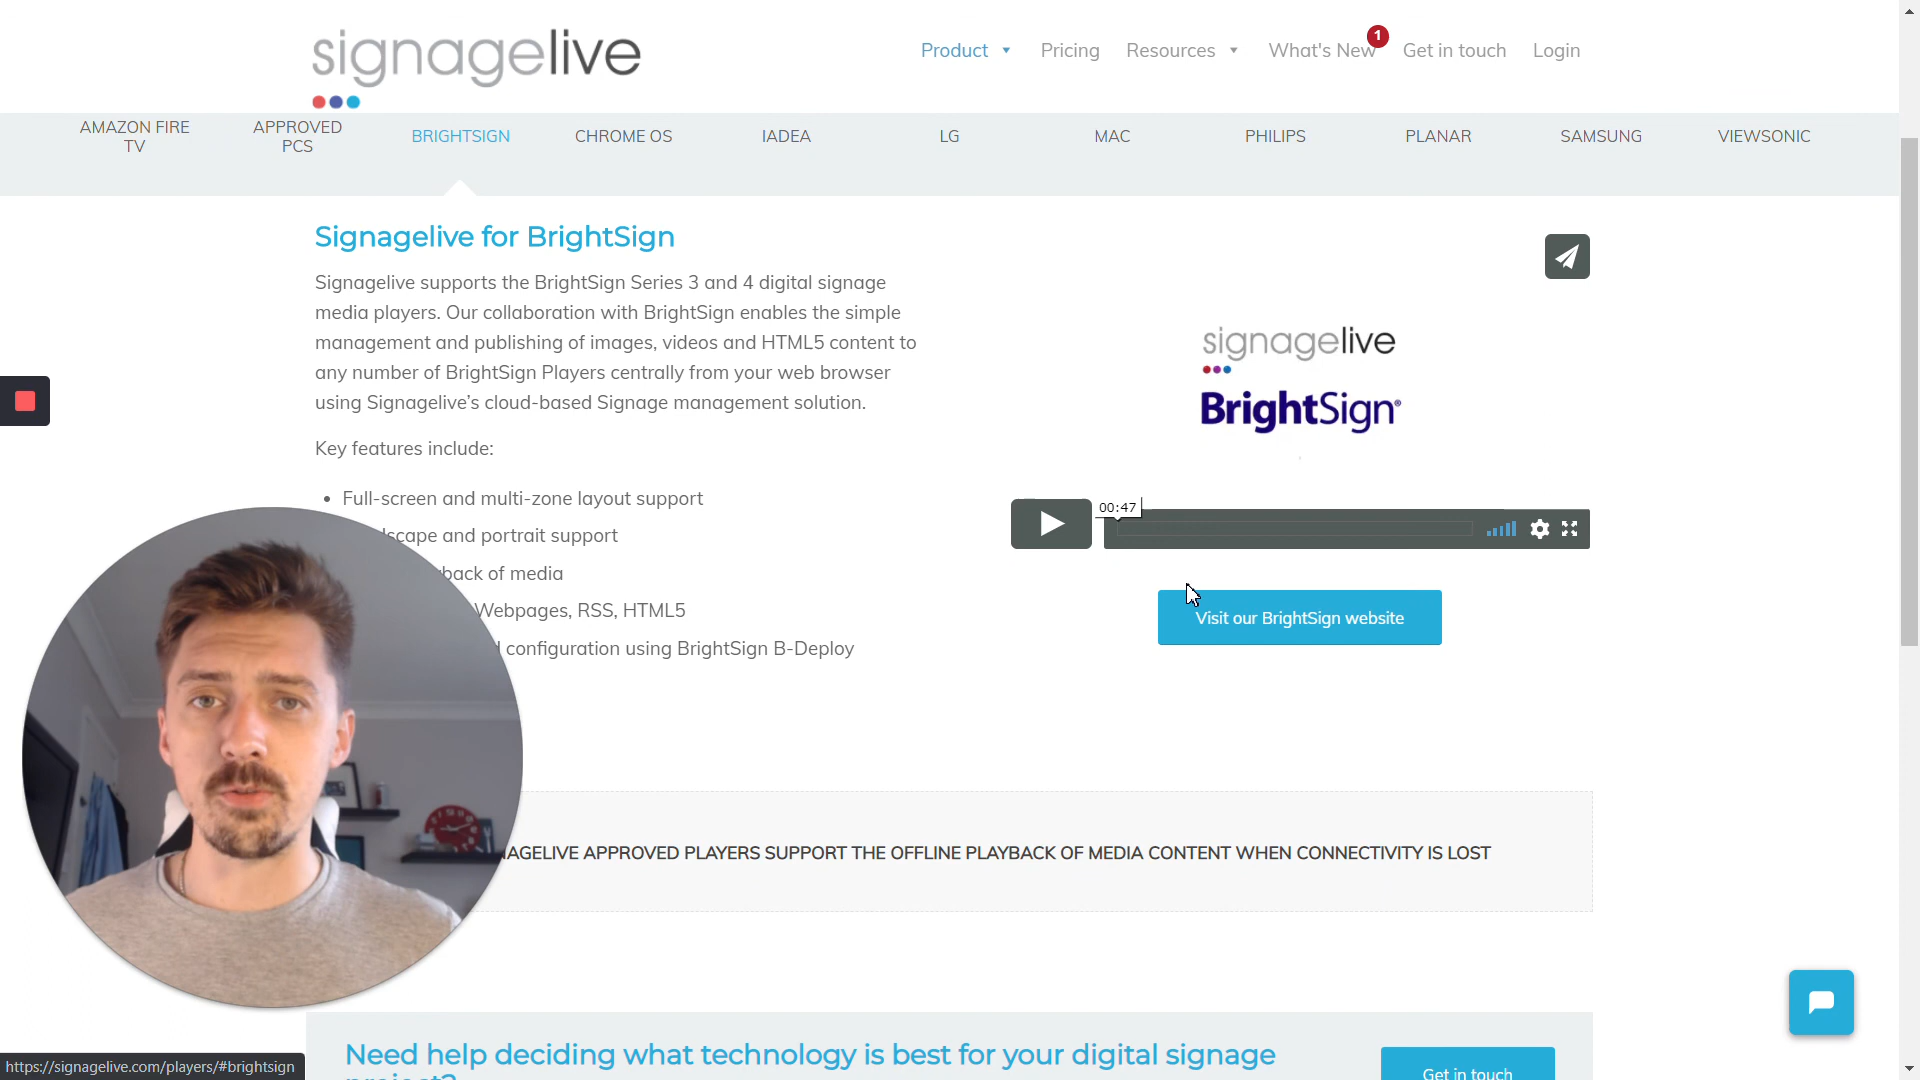 signagelive
Product
Pricing
Resources
What's New
1
Get in touch
Login
AMAZON FIRE
TV
APPROVED
PCS
BRIGHTSIGN
CHROME OS
IADEA
LG
MAC
PHILIPS
PLANAR
SAMSUNG
VIEWSONIC
Signagelive for BrightSign
Signagelive supports the BrightSign Series 3 and 4 digital signage
media players. Our collaboration with BrightSign enables the simple
management and publishing of images, videos and HTML5 content to
any number of BrightSign Players centrally from your web browser
using Signagelive's cloud-based Signage management solution.
Key features include:
• Full-screen and multi-zone layout support
and portrait support
of media
Webpages, RSS, HTML5
configuration using BrightSign B-Deploy
signagelive
BrightSign®
00:47
Visit our BrightSign website
APPROVED PLAYERS SUPPORT THE OFFLINE PLAYBACK OF MEDIA CONTENT WHEN CONNECTIVITY IS LOST
Need help deciding what technology is best for your digital signage
project?
Get in touch
https://signagelive.com/players/#brightsign